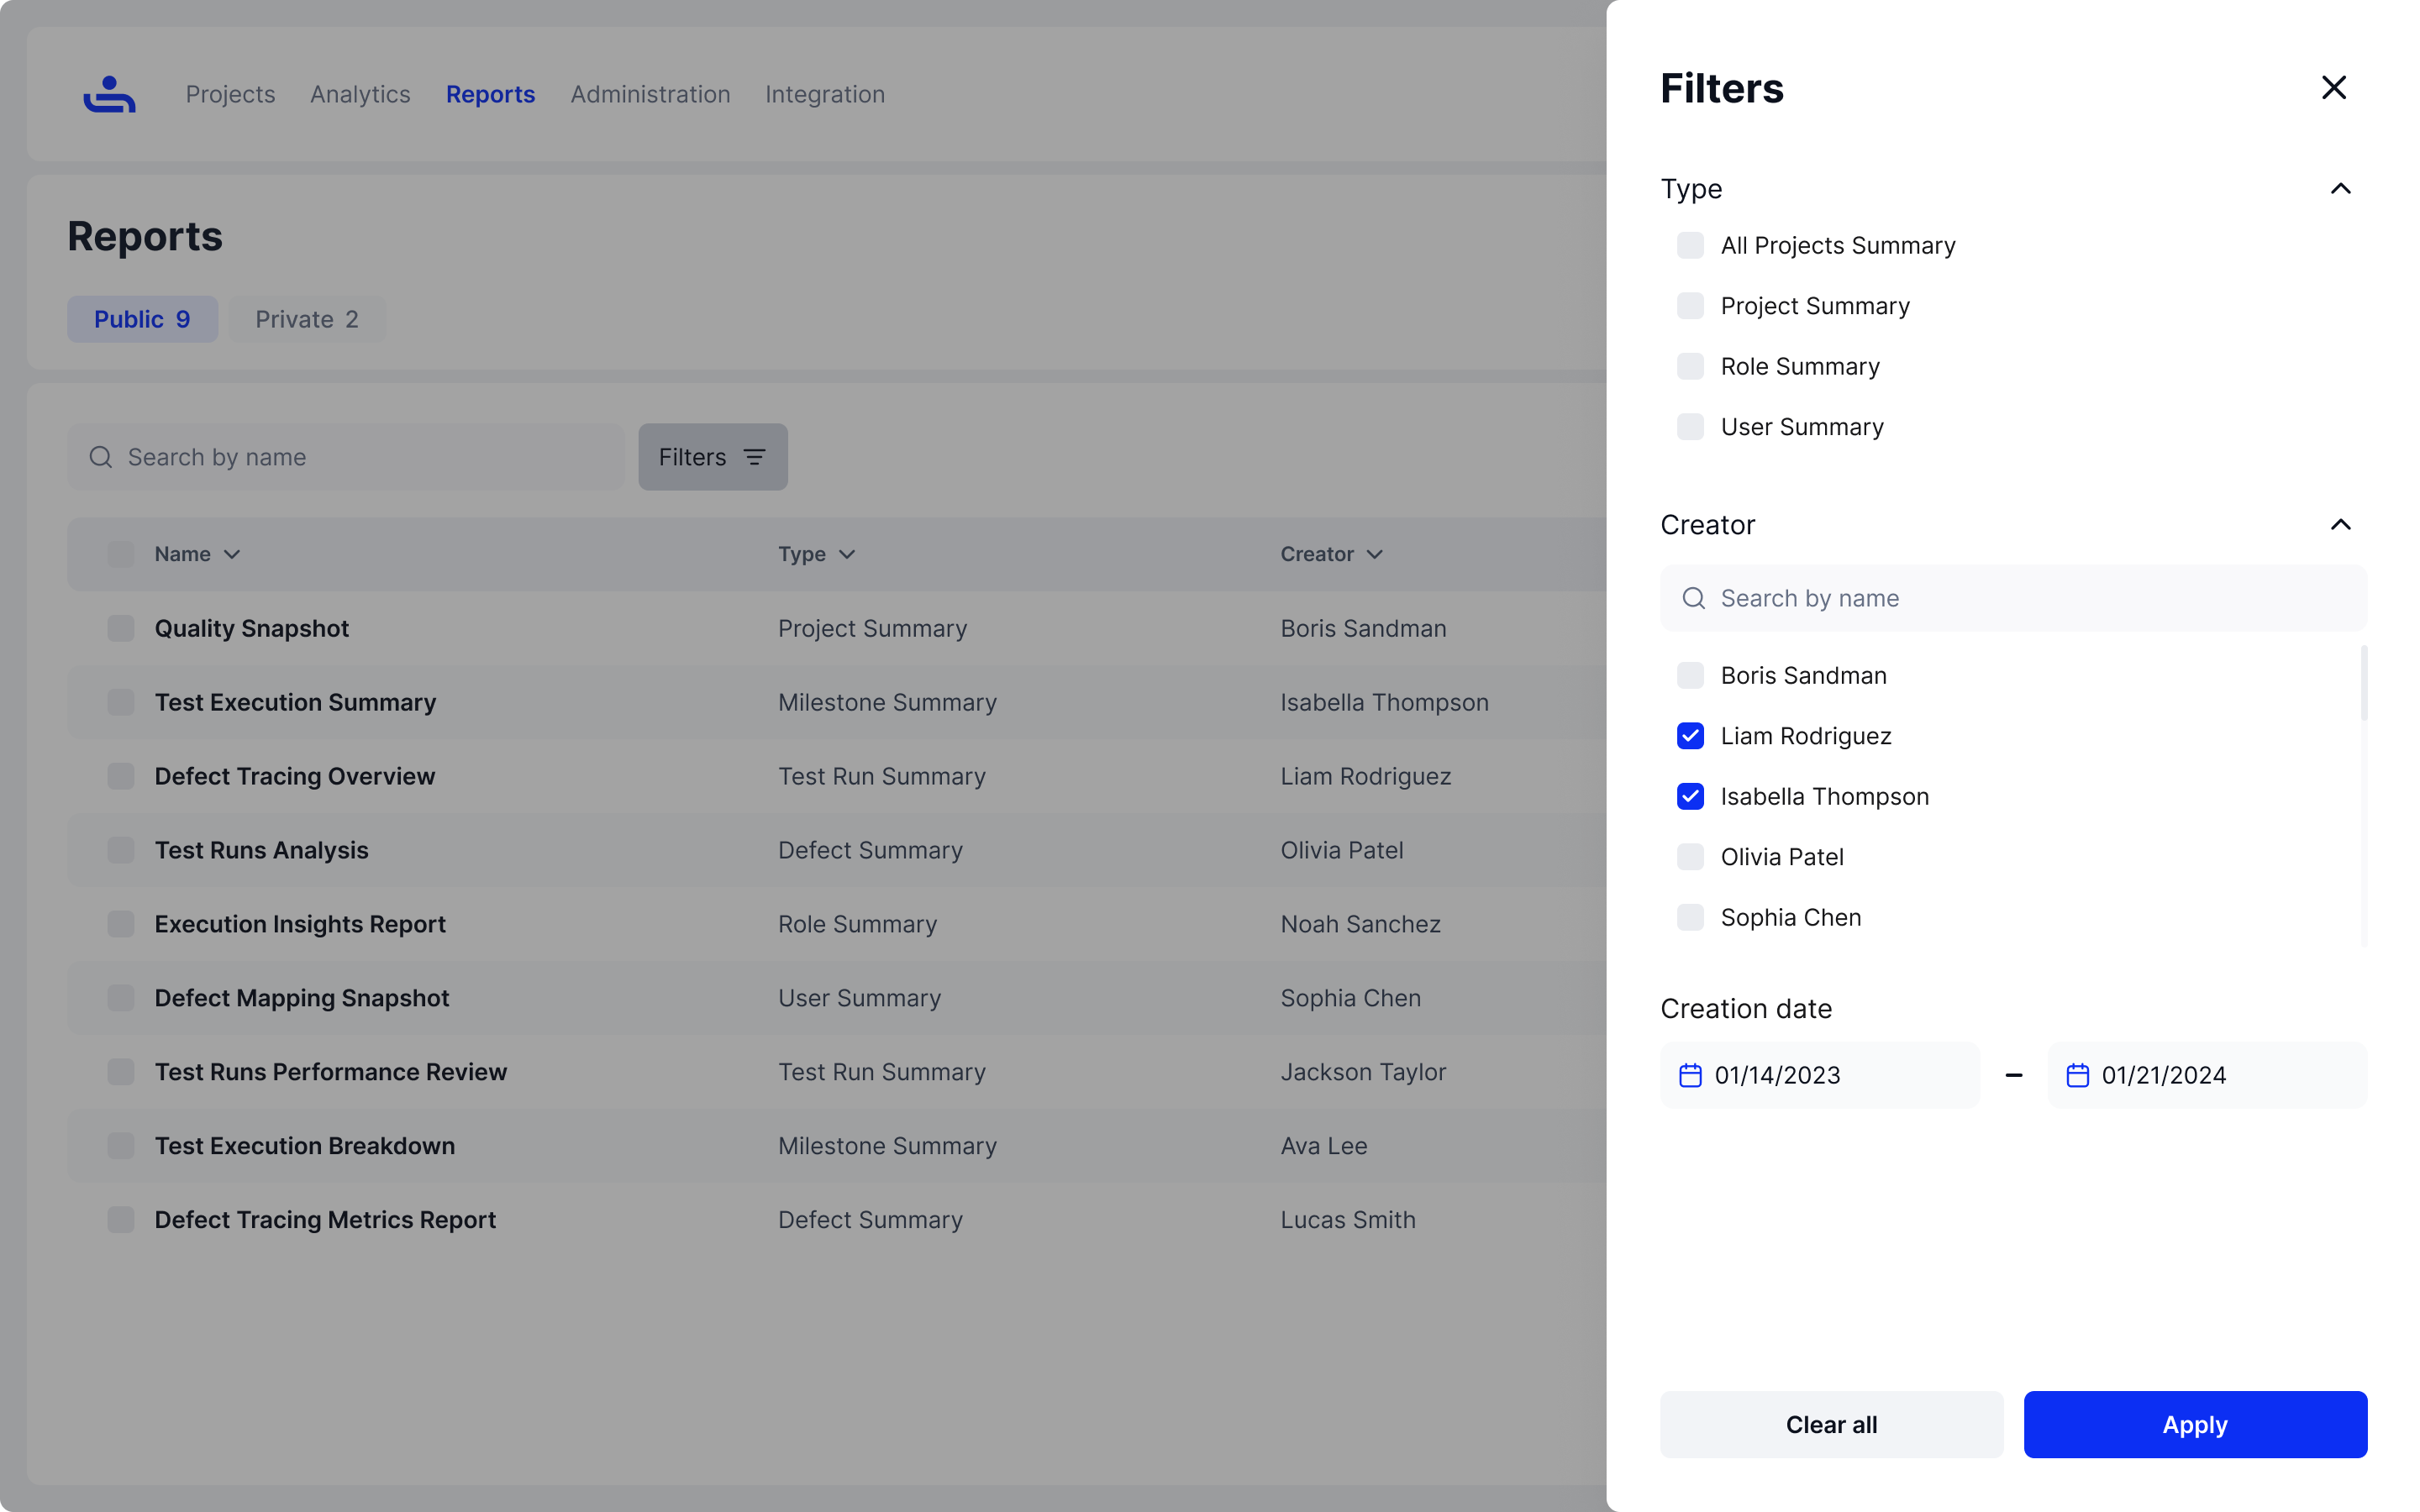 Projects Analytics Reports Administration Integration
Reports
Public 9 Private 2
Search by name Filters
Name Type Creator
Quality Snapshot Project Summary Boris Sandman
Test Execution Summary Milestone Summary Isabella Thompson
Defect Tracing Overview Test Run Summary Liam Rodriguez
Test Runs Analysis Defect Summary Olivia Patel
Execution Insights Report Role Summary Noah Sanchez
Defect Mapping Snapshot User Summary Sophia Chen
Test Runs Performance Review Test Run Summary Jackson Taylor
Test Execution Breakdown Milestone Summary Ava Lee
Defect Tracing Metrics Report Defect Summary Lucas Smith
Filters
Type
All Projects Summary
Project Summary
Role Summary
User Summary
Creator
Search by name
Boris Sandman
Liam Rodriguez
Isabella Thompson
Olivia Patel
Sophia Chen
Creation date
01/14/2023 – 01/21/2024
Clear all Apply